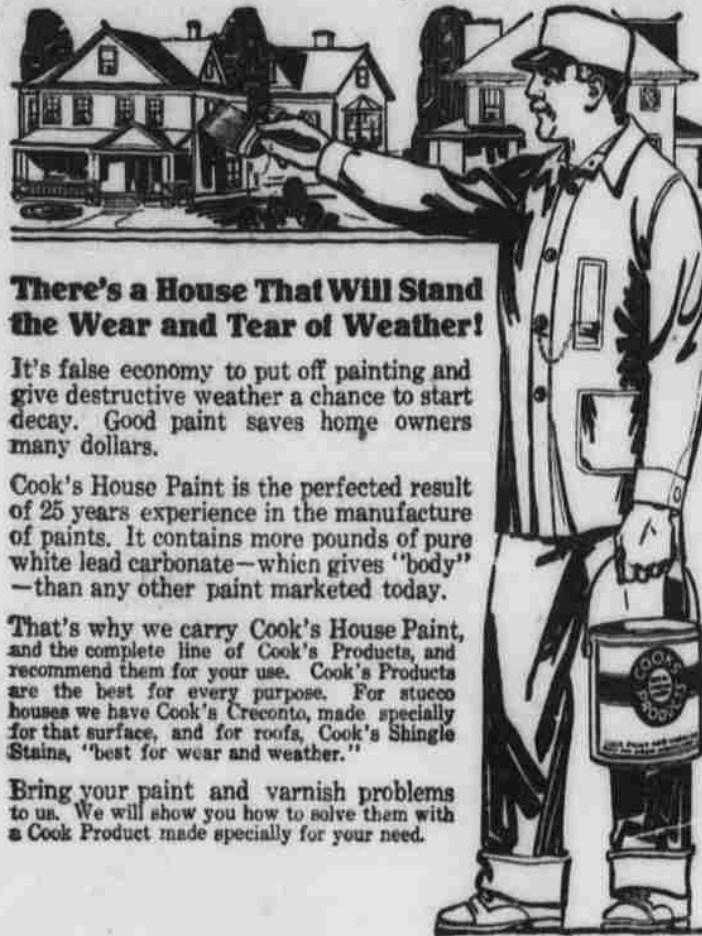 There's a House That Will Stand
the Wear and Tear of Weather!
It's false economy to put off painting and
give destructive weather a chance to start
decay. Good paint saves home owners
many dollars.
Cook's House Paint is the perfected result
of 25 years experience in the manufacture
of paints. It contains more pounds of pure
white lead carbonate—which gives "body"
—than any other paint marketed today.
That's why we carry Cook's House Paint,
and the complete line of Cook's Products, and
recommend them for your use. Cook's Products
are the best for every purpose. For stucco
houses we have Cook's Creconto, made specially
for that surface, and for roofs, Cook's Shingle
Stains, "best for wear and weather."
Bring your paint and varnish problems
to us. We will show you how to solve them with
a Cook Product made specially for your need.
COOK'S
PRODUCTS